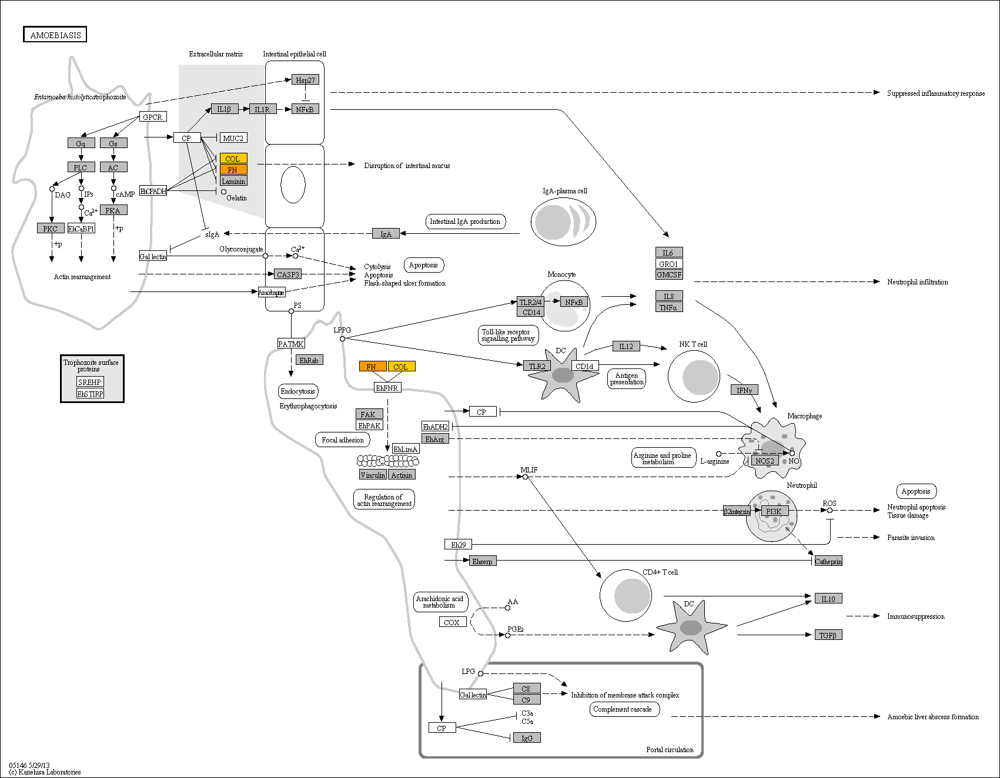 AMOEBIASIS
Extracellular matrix
Intestinal epithelial cell
Hsp27
Entamoeba histolytica trophozoite
Suppressed inflammatory response
IL1β
IL1R
NFκB
GPCR
CP
MUC2
Gq
Gs
COL
FN
Laminin
Gelatin
Disruption of intestinal mucus
PLC
AC
DAG
IP3
cAMP
EhCPADH
Ca2+
PKA
IgA-plasma cell
PKC
EhCaBP1
+p
+p
Intestinal IgA production
sIgA
IgA
Gal lectin
Glycoconjugate
Ca2+
IL6
GRO1
GMCSF
Cytolysis
Apoptosis
Flask-shaped ulcer formation
Apoptosis
Actin rearrangement
CASP3
Monocyte
Neutrophil infiltration
Amoebapore
IL8
TNFα
TLR2/4
CD14
NFκB
PS
LPPG
PATMK
Toll-like receptor
signalling pathway
IL12
NK T cell
DC
EhRab
TLR2
CD1d
Trophozoite surface
proteins
SREHP
EhSTIRP
FN
COL
EhFNR
Antigen
presentation
Endocytosis
Erythrophagocytosis
IFNγ
FAK
EhPAK
CP
Macrophage
EhADH2
EhArg
Focal adhesion
EhLimA
Arginine and proline
metabolism
L-arginine
NOS2
NO
Vinculin
Actinin
MLIF
Neutrophil
Apoptosis
Regulation of
actin rearrangement
β2integrin
PI3K
ROS
Neutrophil apoptosis
Tissue damage
Parasite invasion
Eh29
Ehserp
Cathepsin
CD4+ T cell
Arachidonic acid
metabolism
AA
COX
DC
IL10
Immunosuppression
PGE2
TGFβ
LPG
Gal lectin
C8
C9
Inhibition of membrane attack complex
Complement cascade
C3a
C5a
Amoebic liver abscess formation
CP
IgG
Portal circulation
05146 5/29/13
(c) Kanehisa Laboratories